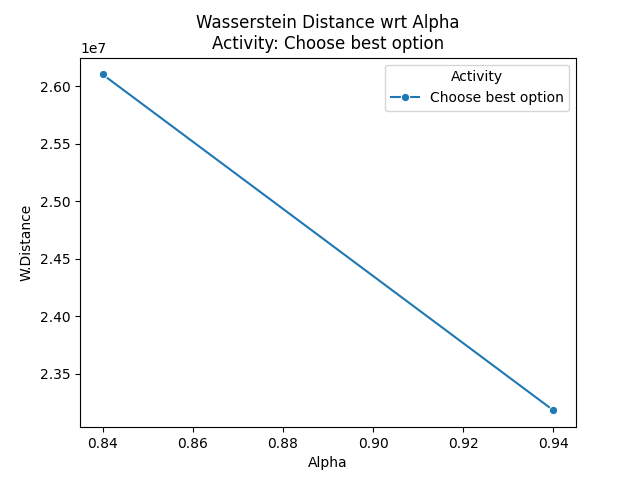 Wasserstein Distance wrt Alpha
Activity: Choose best option
1e7
Activity
Choose best option
2.60
2.55
2.50
2.45
2.40
2.35
W.Distance
0.84 0.86 0.88 0.90 0.92 0.94
Alpha